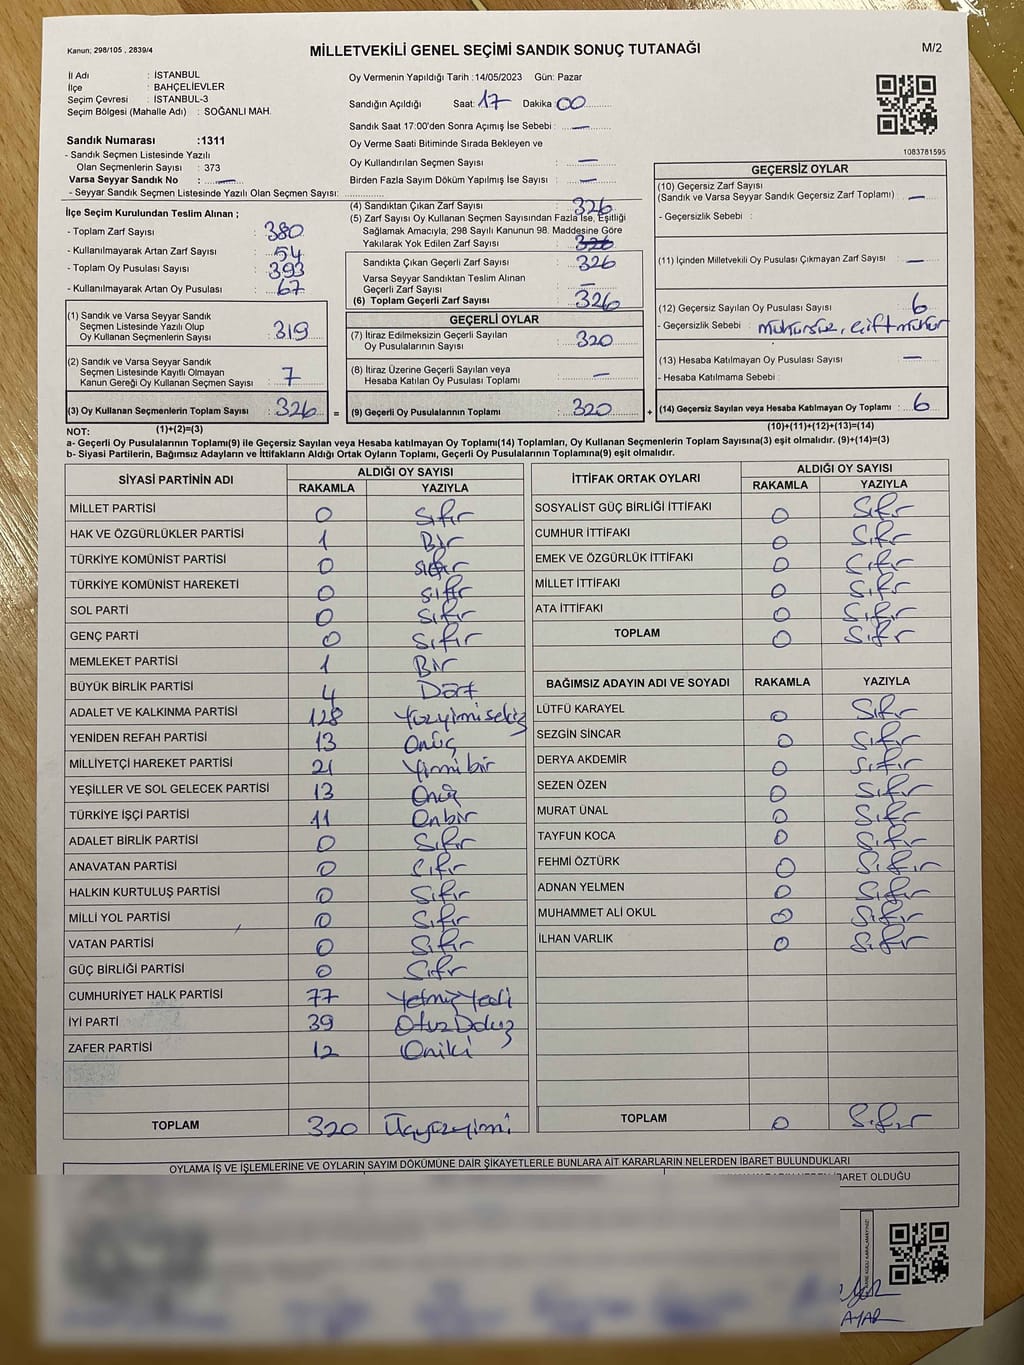 Kanun; 298/105 , 2839/4
MİLLETVEKİLİ GENEL SEÇİMİ SANDIK SONUÇ TUTANAĞI
M/2
İl Adı : İSTANBUL
İlçe : BAHÇELİEVLER
Seçim Çevresi : İSTANBUL-3
Seçim Bölgesi (Mahalle Adı) : SOĞANLI MAH.
Sandık Numarası :1311
- Sandık Seçmen Listesinde Yazılı
Olan Seçmenlerin Sayısı : 373
Varsa Seyyar Sandık No : —
- Seyyar Sandık Seçmen Listesinde Yazılı Olan Seçmen Sayısı:
Oy Vermenin Yapıldığı Tarih : 14/05/2023 Gün: Pazar
Sandığın Açıldığı Saat: 17 Dakika 00
Sandık Saat 17:00'den Sonra Açımış İse Sebebi : —
Oy Verme Saati Bitiminde Sırada Bekleyen ve
Oy Kullandırılan Seçmen Sayısı : —
Birden Fazla Sayım Döküm Yapılmış İse Sayısı : —
1083781595
İlçe Seçim Kurulundan Teslim Alınan ;
- Toplam Zarf Sayısı : 380
- Kullanılmayarak Artan Zarf Sayısı : 54
- Toplam Oy Pusulası Sayısı : 393
- Kullanılmayarak Artan Oy Pusulası : 67
(1) Sandık ve Varsa Seyyar Sandık
Seçmen Listesinde Yazılı Olup
Oy Kullanan Seçmenlerin Sayısı : 319
(2) Sandık ve Varsa Seyyar Sandık
Seçmen Listesinde Kayıtlı Olmayan
Kanun Gereği Oy Kullanan Seçmen Sayısı : 7
(3) Oy Kullanan Seçmenlerin Toplam Sayısı : 326 =
(1)+(2)=(3)
(4) Sandıktan Çıkan Zarf Sayısı : 326
(5) Zarf Sayısı Oy Kullanan Seçmen Sayısından Fazla İse, Eşitliği
Sağlamak Amacıyla, 298 Sayılı Kanunun 98. Maddesine Göre
Yakılarak Yok Edilen Zarf Sayısı : 326
Sandıkta Çıkan Geçerli Zarf Sayısı : 326
Varsa Seyyar Sandıktan Teslim Alınan
Geçerli Zarf Sayısı : —
(6) Toplam Geçerli Zarf Sayısı : 326
GEÇERLİ OYLAR
(7) İtiraz Edilmeksizin Geçerli Sayılan
Oy Pusulalarının Sayısı : 320
(8) İtiraz Üzerine Geçerli Sayılan veya
Hesaba Katılan Oy Pusulası Toplamı : —
(9) Geçerli Oy Pusulalarının Toplamı : 320 +
GEÇERSİZ OYLAR
(10) Geçersiz Zarf Sayısı
(Sandık ve Varsa Seyyar Sandık Geçersiz Zarf Toplamı) : —
- Geçersizlik Sebebi :
(11) İçinden Milletvekili Oy Pusulası Çıkmayan Zarf Sayısı : —
(12) Geçersiz Sayılan Oy Pusulası Sayısı : 6
- Geçersizlik Sebebi : mühürsüz, çift mühür
(13) Hesaba Katılmayan Oy Pusulası Sayısı : —
- Hesaba Katılmama Sebebi :
(14) Geçersiz Sayılan veya Hesaba Katılmayan Oy Toplamı : 6
(10)+(11)+(12)+(13)=(14)
NOT:
a- Geçerli Oy Pusulalarının Toplamı(9) ile Geçersiz Sayılan veya Hesaba katılmayan Oy Toplamı(14) Toplamları, Oy Kullanan Seçmenlerin Toplam Sayısına(3) eşit olmalıdır. (9)+(14)=(3)
b- Siyasi Partilerin, Bağımsız Adayların ve İttifakların Aldığı Ortak Oyların Toplamı, Geçerli Oy Pusulalarının Toplamına(9) eşit olmalıdır.
SİYASİ PARTİNİN ADI ALDIĞI OY SAYISI
RAKAMLA YAZIYLA
MİLLET PARTİSİ 0 Sıfır
HAK VE ÖZGÜRLÜKLER PARTİSİ 1 Bir
TÜRKİYE KOMÜNİST PARTİSİ 0 sıfır
TÜRKİYE KOMÜNİST HAREKETİ 0 sıfır
SOL PARTİ 0 Sıfır
GENÇ PARTİ 0 Sıfır
MEMLEKET PARTİSİ 1 Bir
BÜYÜK BİRLİK PARTİSİ 4 Dört
ADALET VE KALKINMA PARTİSİ 128 Yüzyirmisekiz
YENİDEN REFAH PARTİSİ 13 Onüç
MİLLİYETÇİ HAREKET PARTİSİ 21 Yirmibir
YEŞİLLER VE SOL GELECEK PARTİSİ 13 Onüç
TÜRKİYE İŞÇİ PARTİSİ 11 Onbir
ADALET BİRLİK PARTİSİ 0 Sıfır
ANAVATAN PARTİSİ 0 Sıfır
HALKIN KURTULUŞ PARTİSİ 0 Sıfır
MİLLİ YOL PARTİSİ 0 Sıfır
VATAN PARTİSİ 0 Sıfır
GÜÇ BİRLİĞİ PARTİSİ 0 Sıfır
CUMHURİYET HALK PARTİSİ 77 Yetmiş Yedi
İYİ PARTİ 39 Otuz Dokuz
ZAFER PARTİSİ 12 Oniki
TOPLAM 320 Üçyüzyirmi
İTTİFAK ORTAK OYLARI ALDIĞI OY SAYISI
RAKAMLA YAZIYLA
SOSYALİST GÜÇ BİRLİĞİ İTTİFAKI 0 Sıfır
CUMHUR İTTİFAKI 0 Sıfır
EMEK VE ÖZGÜRLÜK İTTİFAKI 0 Sıfır
MİLLET İTTİFAKI 0 Sıfır
ATA İTTİFAKI 0 Sıfır
TOPLAM 0 Sıfır
BAĞIMSIZ ADAYIN ADI VE SOYADI RAKAMLA YAZIYLA
LÜTFÜ KARAYEL 0 Sıfır
SEZGİN SİNCAR 0 Sıfır
DERYA AKDEMİR 0 Sıfır
SEZEN ÖZEN 0 Sıfır
MURAT ÜNAL 0 Sıfır
TAYFUN KOCA 0 Sıfır
FEHMİ ÖZTÜRK 0 Sıfır
ADNAN YELMEN 0 Sıfır
MUHAMMET ALİ OKUL 0 Sıfır
İLHAN VARLIK 0 Sıfır
TOPLAM 0 Sıfır
OYLAMA İŞ VE İŞLEMLERİNE VE OYLARIN SAYIM DÖKÜMÜNE DAİR ŞİKAYETLERLE BUNLARA AİT KARARLARIN NELERDEN İBARET BULUNDUKLARI
İBARET OLDUĞU